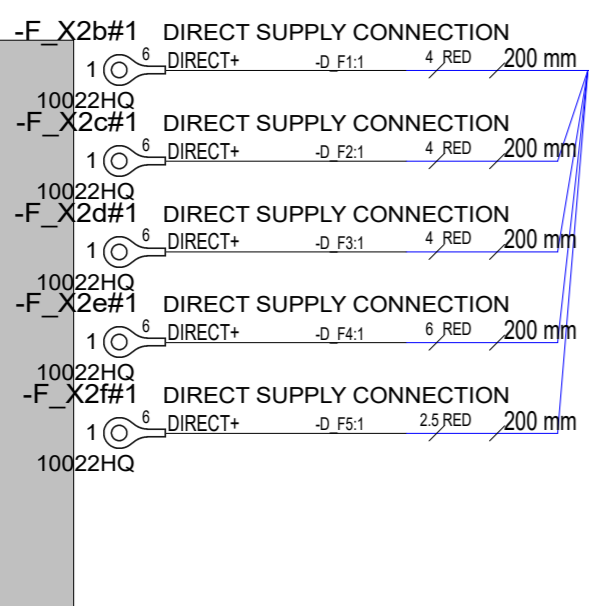 -F_X2b#1 DIRECT SUPPLY CONNECTION
1 6 DIRECT+ -D_F1:1 4 RED 200 mm
10022HQ
-F_X2c#1 DIRECT SUPPLY CONNECTION
1 6 DIRECT+ -D_F2:1 4 RED 200 mm
10022HQ
-F_X2d#1 DIRECT SUPPLY CONNECTION
1 6 DIRECT+ -D_F3:1 4 RED 200 mm
10022HQ
-F_X2e#1 DIRECT SUPPLY CONNECTION
1 6 DIRECT+ -D_F4:1 6 RED 200 mm
10022HQ
-F_X2f#1 DIRECT SUPPLY CONNECTION
1 6 DIRECT+ -D_F5:1 2.5 RED 200 mm
10022HQ